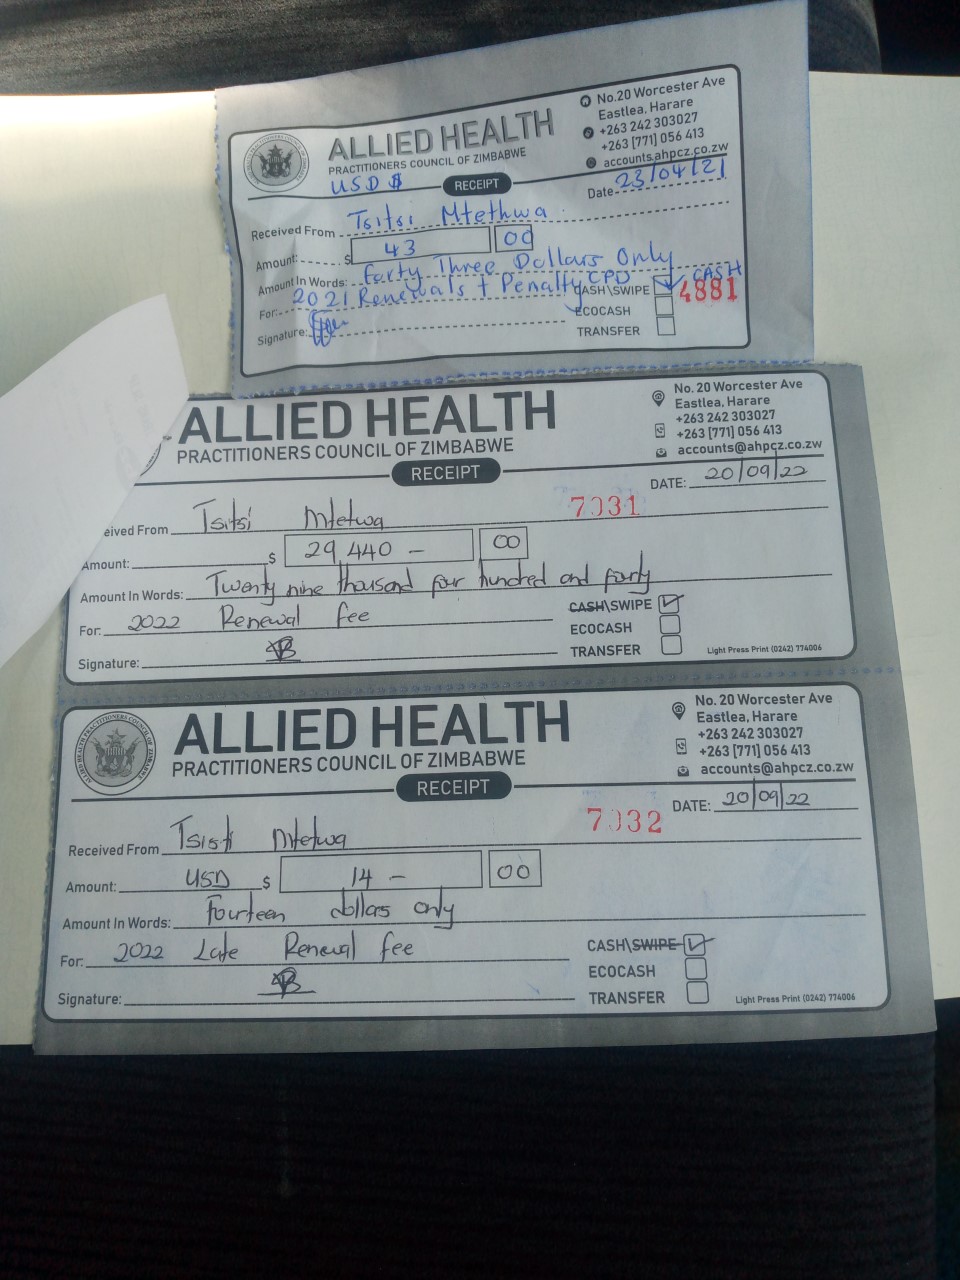 ALLIED HEALTH
PRACTITIONERS COUNCIL OF ZIMBABWE
No.20 Worcester Ave
Eastlea, Harare
+263 242 303027
+263 [771] 056 413
accounts.ahpcz.co.zw
USD $
RECEIPT
Date 23/04/21
Received From Tsitsi Mtethwa
Amount: $ 43 00
Amount In Words: Forty Three Dollars Only
For: 2021 Renewals + Penalty CPD
CASH\SWIPE CASH
4881
ECOCASH
Signature:
TRANSFER
ALLIED HEALTH
PRACTITIONERS COUNCIL OF ZIMBABWE
No. 20 Worcester Ave
Eastlea, Harare
+263 242 303027
+263 [771] 056 413
accounts@ahpcz.co.zw
RECEIPT
DATE: 20/09/22
7031
eived From Tsitsi Mtetwa
Amount: $ 29 440 - 00
Amount In Words: Twenty nine thousand four hundred and forty
For: 2022 Renewal fee
CASH\SWIPE
ECOCASH
Signature:
TRANSFER
Light Press Print (0242) 774006
ALLIED HEALTH PRACTITIONERS COUNCIL OF ZIMBABWE
ALLIED HEALTH
PRACTITIONERS COUNCIL OF ZIMBABWE
No. 20 Worcester Ave
Eastlea, Harare
+263 242 303027
+263 [771] 056 413
accounts@ahpcz.co.zw
RECEIPT
DATE: 20/09/22
7032
Received From Tsisti Mtetwa
Amount: USD $ 14 - 00
Amount In Words: Fourteen dollars only
For: 2022 Late Renewal fee
CASH\SWIPE
ECOCASH
Signature:
TRANSFER
Light Press Print (0242) 774006